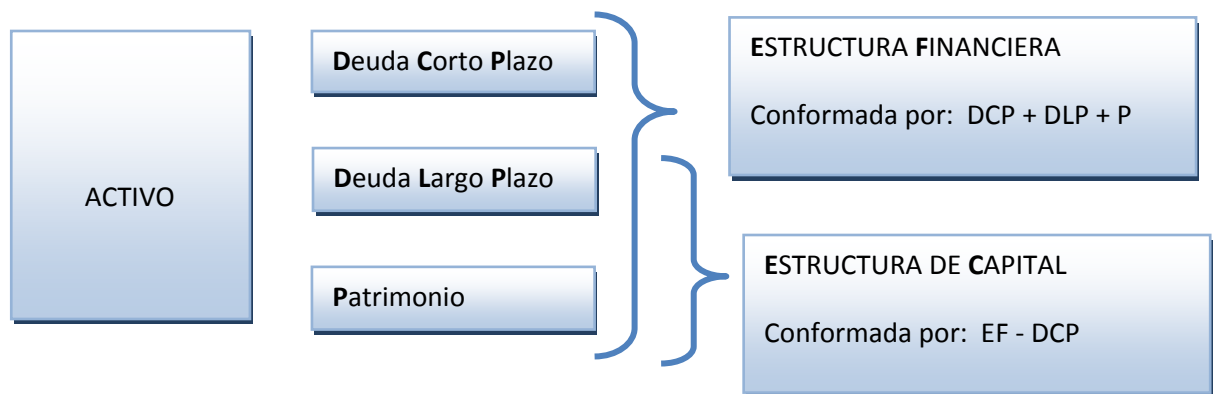 ACTIVO
Deuda Corto Plazo
Deuda Largo Plazo
Patrimonio
ESTRUCTURA FINANCIERA
Conformada por: DCP + DLP + P
ESTRUCTURA DE CAPITAL
Conformada por: EF - DCP